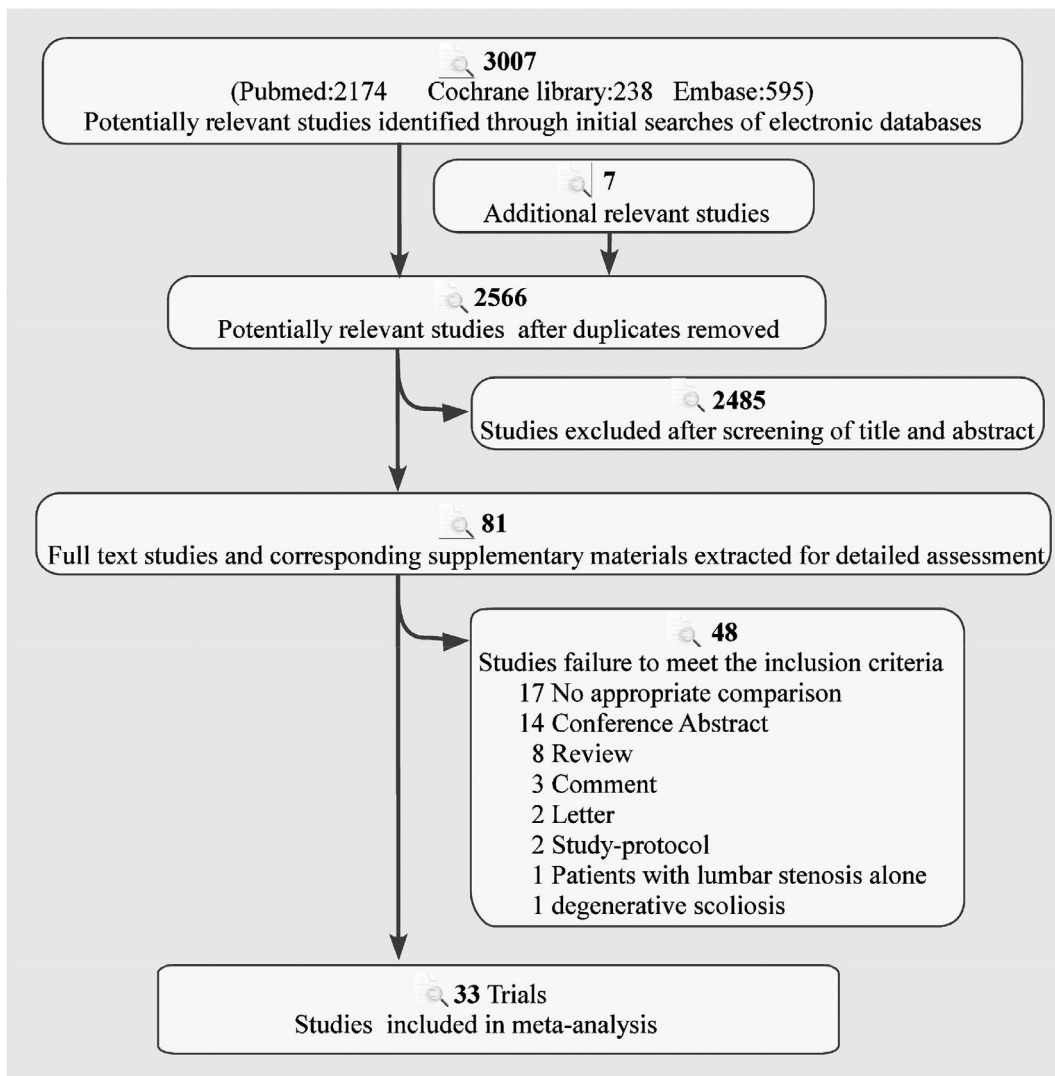 3007
(Pubmed:2174 Cochrane library:238 Embase:595)
Potentially relevant studies identified through initial searches of electronic databases
7
Additional relevant studies
2566
Potentially relevant studies after duplicates removed
2485
Studies excluded after screening of title and abstract
81
Full text studies and corresponding supplementary materials extracted for detailed assessment
48
Studies failure to meet the inclusion criteria
17 No appropriate comparison
14 Conference Abstract
8 Review
3 Comment
2 Letter
2 Study-protocol
1 Patients with lumbar stenosis alone
1 degenerative scoliosis
33 Trials
Studies included in meta-analysis